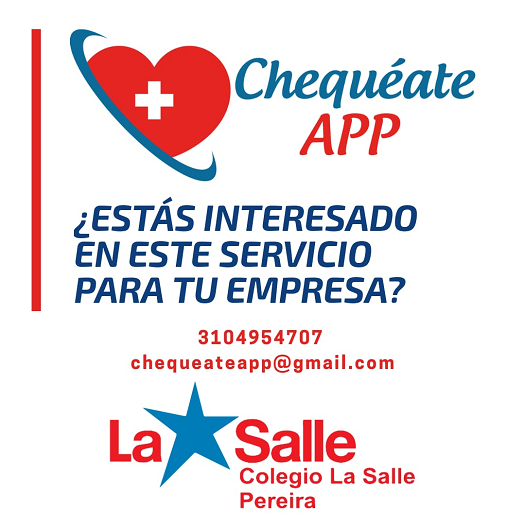 Chequéate
APP
¿ESTÁS INTERESADO
EN ESTE SERVICIO
PARA TU EMPRESA?
3104954707
chequeateapp@gmail.com
La Salle
Colegio La Salle
Pereira